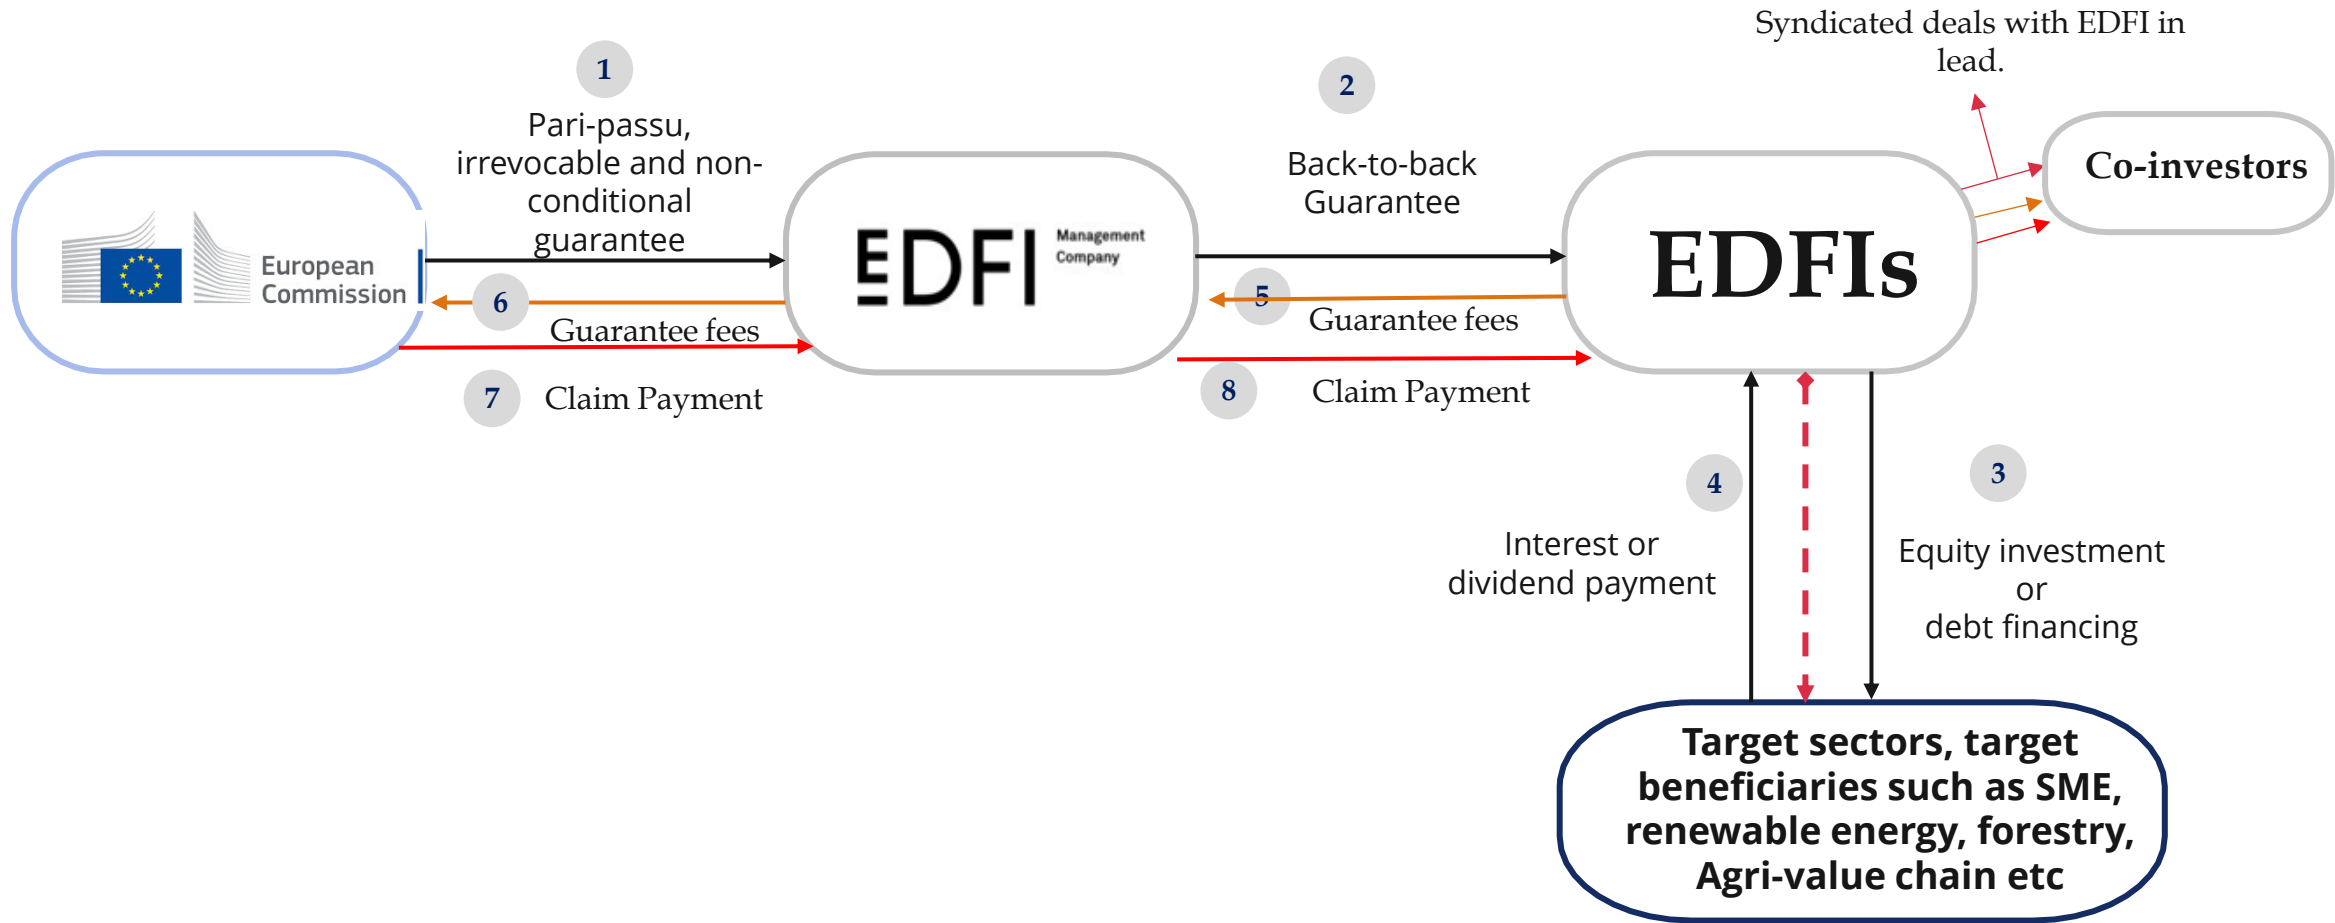 Syndicated deals with EDFI in
lead.
1
2
Pari-passu,
irrevocable and non-
conditional
guarantee
Back-to-back
Guarantee
Co-investors
European
Commission
EDFI
Management
Company
EDFIs
6
Guarantee fees
5
Guarantee fees
7
Claim Payment
8
Claim Payment
4
3
Interest or
dividend payment
Equity investment
or
debt financing
Target sectors, target
beneficiaries such as SME,
renewable energy, forestry,
Agri-value chain etc